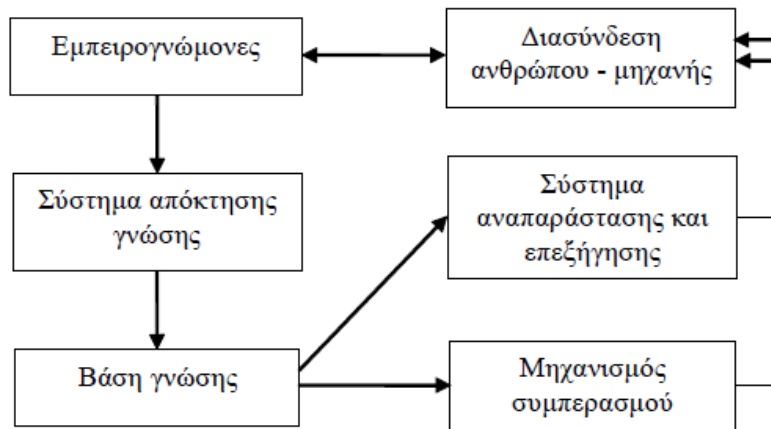 Εμπειρογνώμονες
Διασύνδεση
ανθρώπου - μηχανής
Σύστημα απόκτησης
γνώσης
Σύστημα
αναπαράστασης και
επεξήγησης
Βάση γνώσης
Μηχανισμός
συμπερασμού